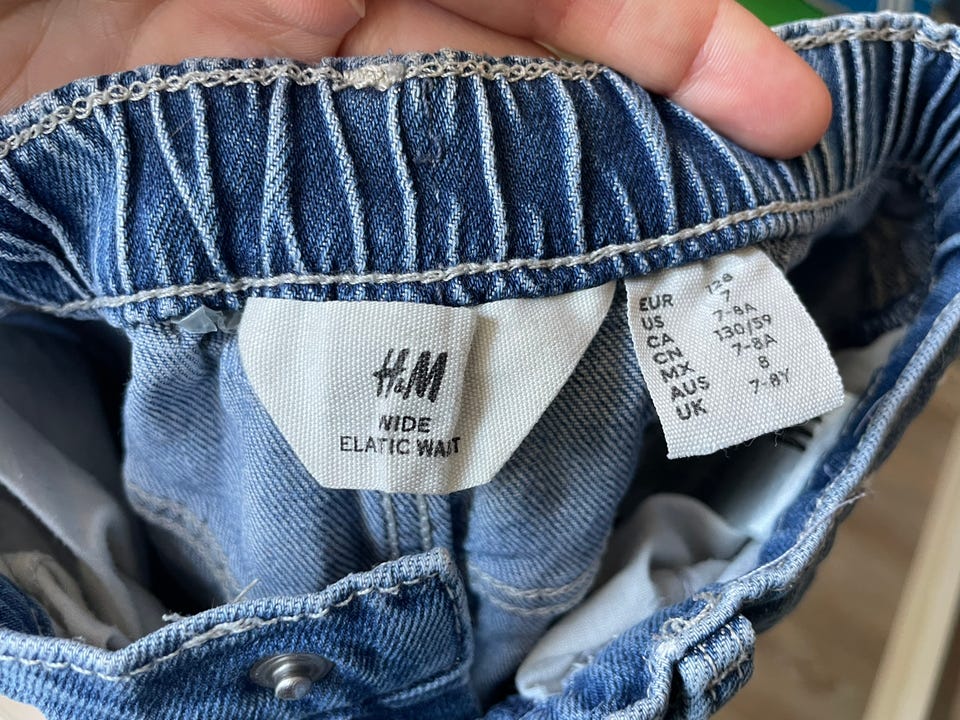 H&M
WIDE
ELATIC WAIST
EUR 128
US 7
CA 7-8A
CN 130/59
MX 7-8A
AUS 8
UK 7-8Y